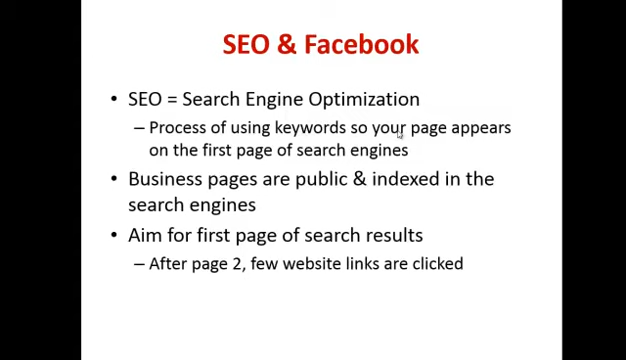 SEO & Facebook
• SEO = Search Engine Optimization
– Process of using keywords so your page appears
on the first page of search engines
• Business pages are public & indexed in the
search engines
• Aim for first page of search results
– After page 2, few website links are clicked